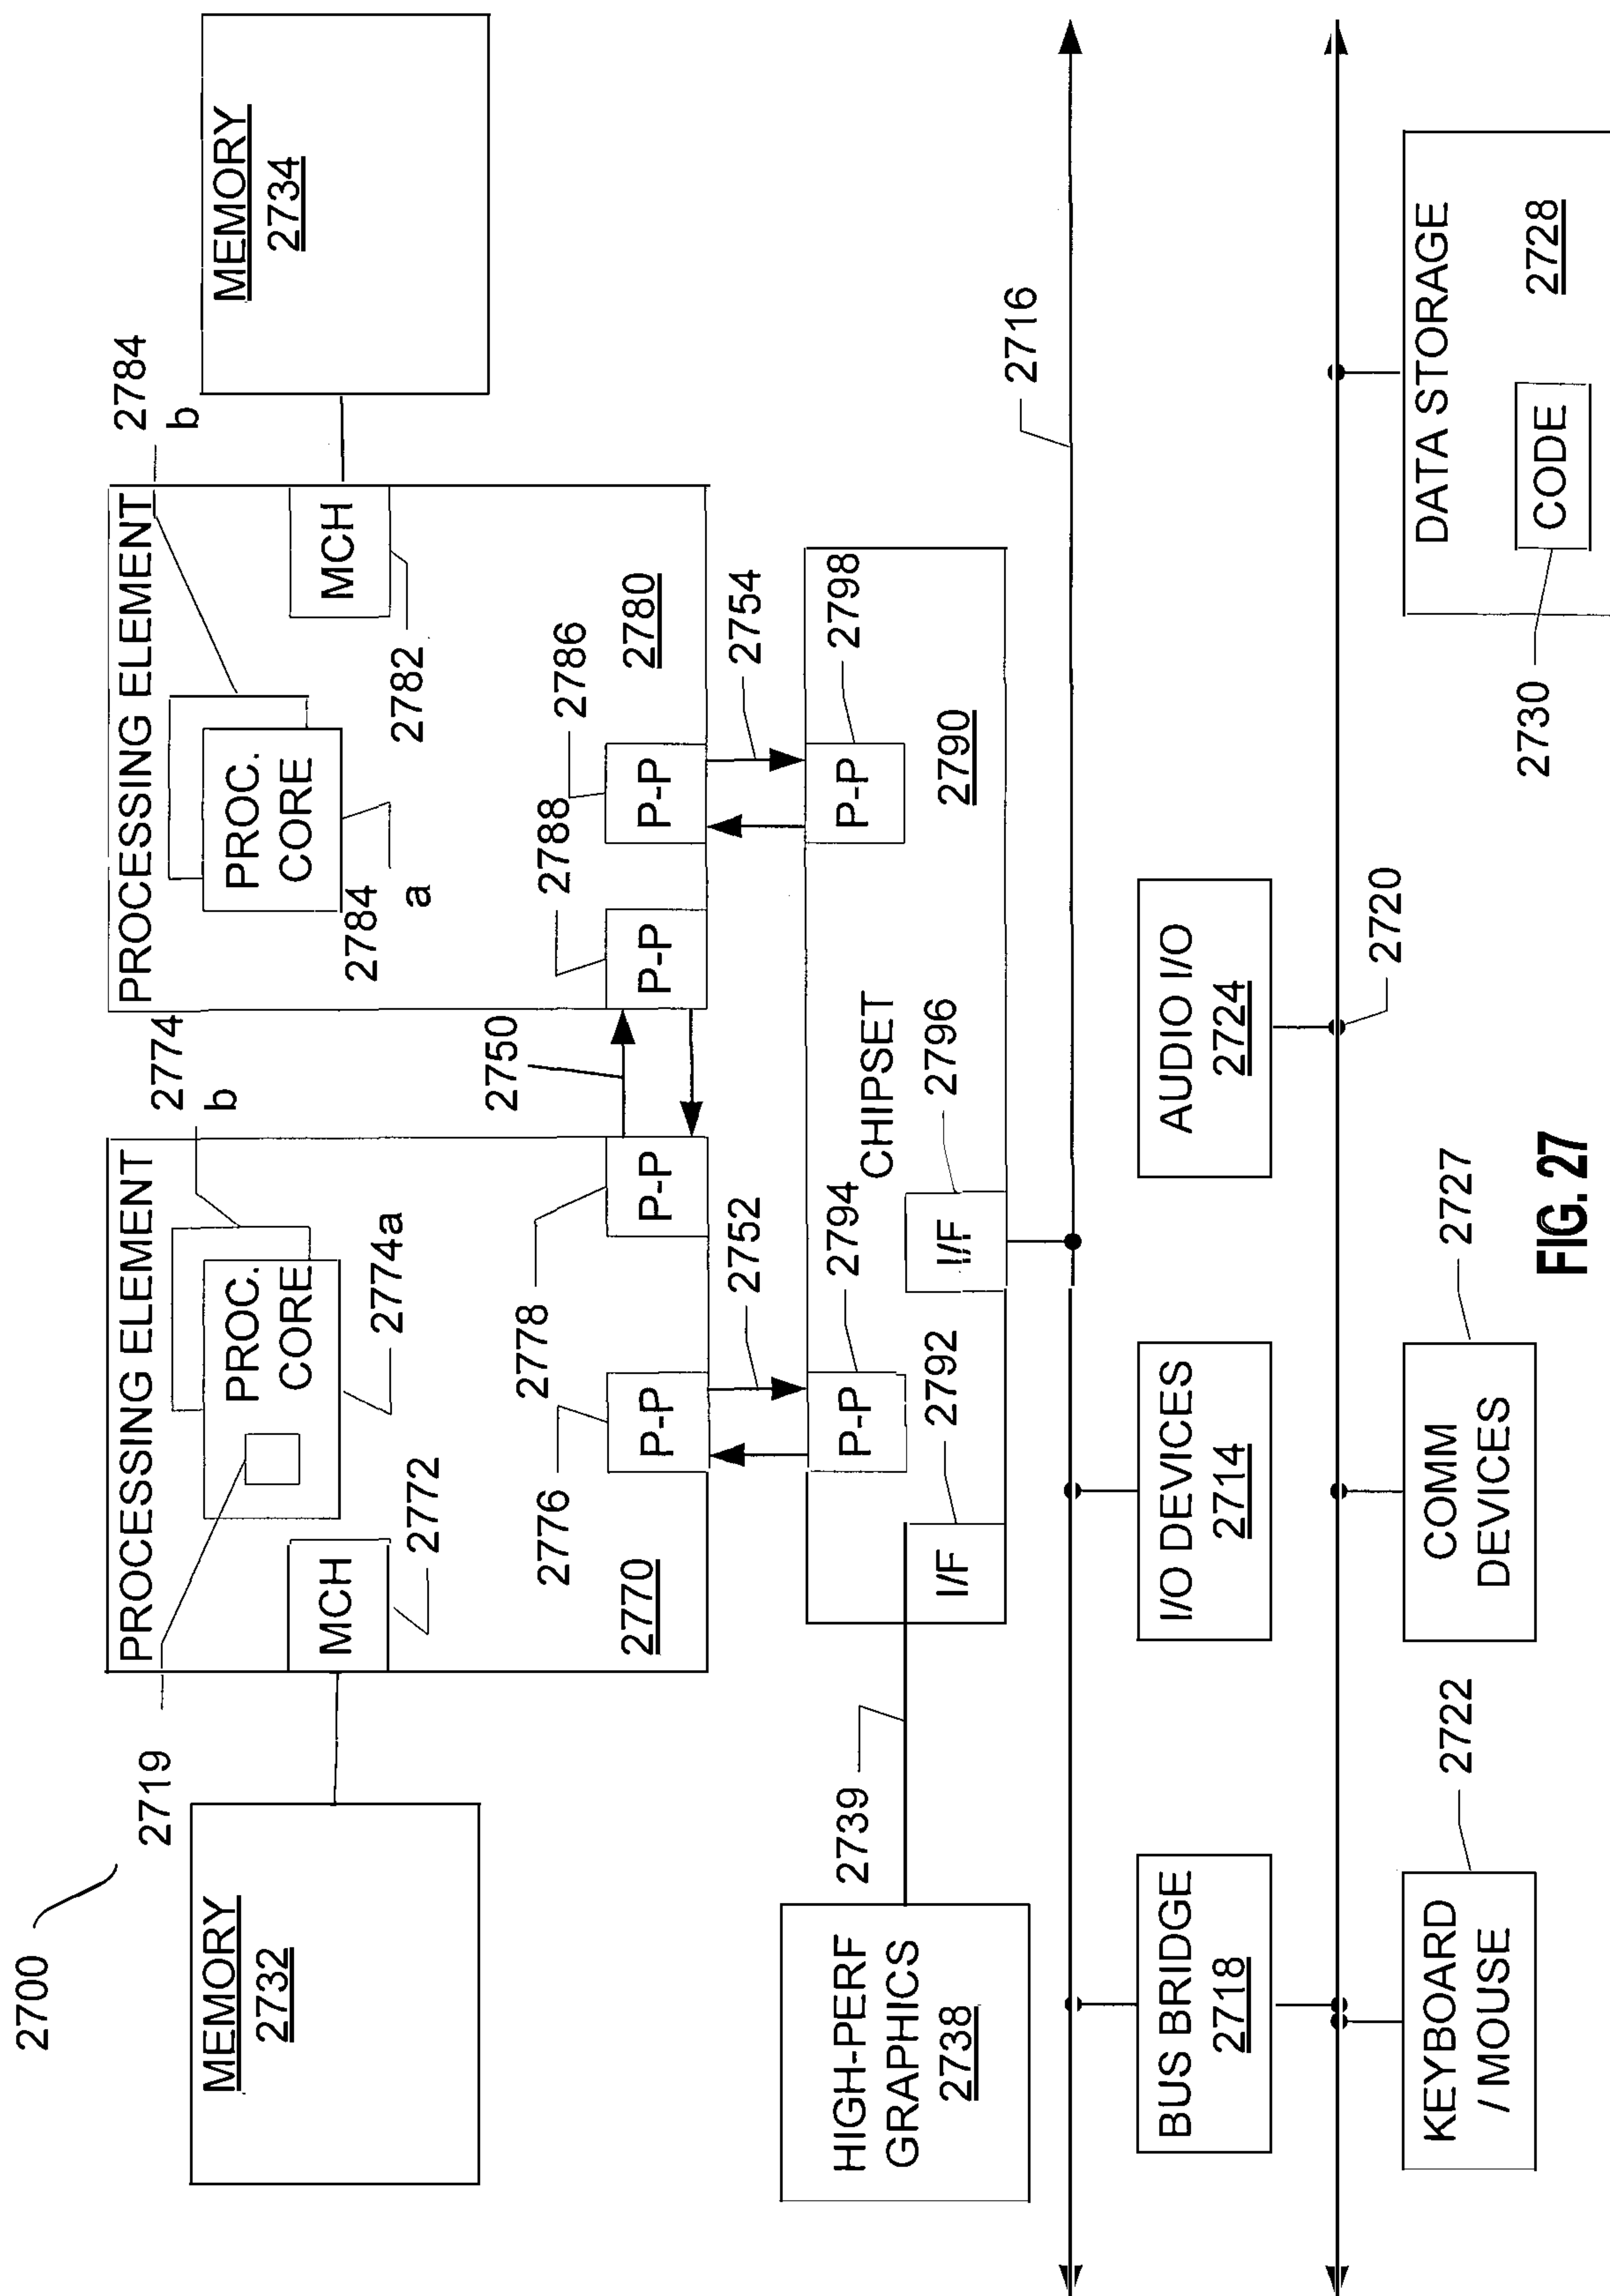 2700
2719
MEMORY
2732
PROCESSING ELEMENT
PROC.
CORE
2774
b
2774a
MCH
2772
2770
2776
P-P
2778
P-P
2750
PROCESSING ELEMENT
PROC.
CORE
2784
a
2784
b
MCH
2782
2780
2788
P-P
2786
P-P
MEMORY
2734
2752
2754
HIGH-PERF
GRAPHICS
2738
2739
I/F
2792
P-P
2794
CHIPSET
I/F
2796
P-P
2798
2790
2716
BUS BRIDGE
2718
I/O DEVICES
2714
AUDIO I/O
2724
2720
KEYBOARD
/ MOUSE
2722
COMM
DEVICES
2727
DATA STORAGE
2728
CODE
2730
FIG. 27